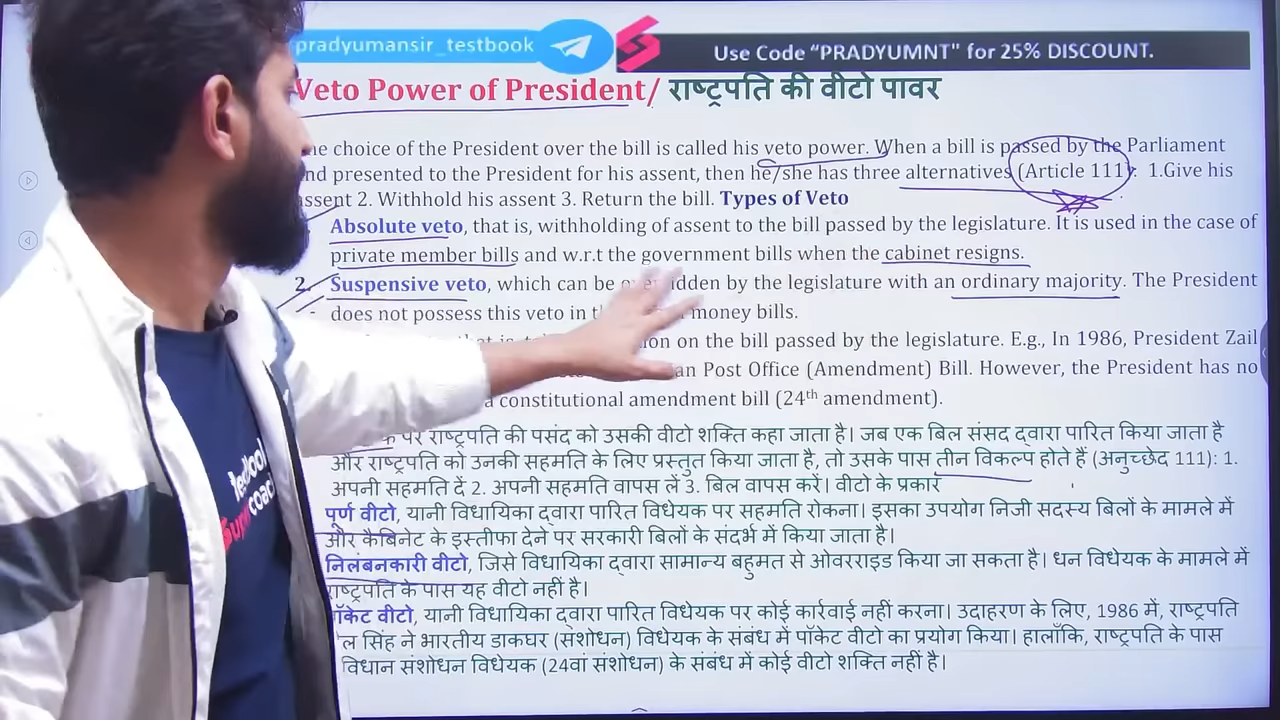 pradyumansir_testbook
Use Code "PRADYUMNT" for 25% DISCOUNT.
Veto Power of President/ राष्ट्रपति की वीटो पावर
choice of the President over the bill is called his veto power. When a bill is passed by the Parliament
presented to the President for his assent, then he/she has three alternatives (Article 111): 1.Give his
assent 2. Withhold his assent 3. Return the bill. Types of Veto
Absolute veto, that is, withholding of assent to the bill passed by the legislature. It is used in the case of
private member bills and w.r.t the government bills when the cabinet resigns.
2. Suspensive veto, which can be overridden by the legislature with an ordinary majority. The President
does not possess this veto in money bills.
that is on the bill passed by the legislature. E.g., In 1986, President Zail
Post Office (Amendment) Bill. However, the President has no
a constitutional amendment bill (24th amendment).
पर राष्ट्रपति की पसंद को उसकी वीटो शक्ति कहा जाता है। जब एक बिल संसद द्वारा पारित किया जाता है
और राष्ट्रपति को उनकी सहमति के लिए प्रस्तुत किया जाता है, तो उसके पास तीन विकल्प होते हैं (अनुच्छेद 111): 1.
अपनी सहमति दें 2. अपनी सहमति वापस लें 3. बिल वापस करें। वीटो के प्रकार
पूर्ण वीटो, यानी विधायिका द्वारा पारित विधेयक पर सहमति रोकना। इसका उपयोग निजी सदस्य बिलों के मामले में
और कैबिनेट के इस्तीफा देने पर सरकारी बिलों के संदर्भ में किया जाता है।
निलंबनकारी वीटो, जिसे विधायिका द्वारा सामान्य बहुमत से ओवरराइड किया जा सकता है। धन विधेयक के मामले में
राष्ट्रपति के पास यह वीटो नहीं है।
पॉकेट वीटो, यानी विधायिका द्वारा पारित विधेयक पर कोई कार्रवाई नहीं करना। उदाहरण के लिए, 1986 में, राष्ट्रपति
सिंह ने भारतीय डाकघर (संशोधन) विधेयक के संबंध में पॉकेट वीटो का प्रयोग किया। हालाँकि, राष्ट्रपति के पास
संशोधन विधेयक (24वां संशोधन) के संबंध में कोई वीटो शक्ति नहीं है।